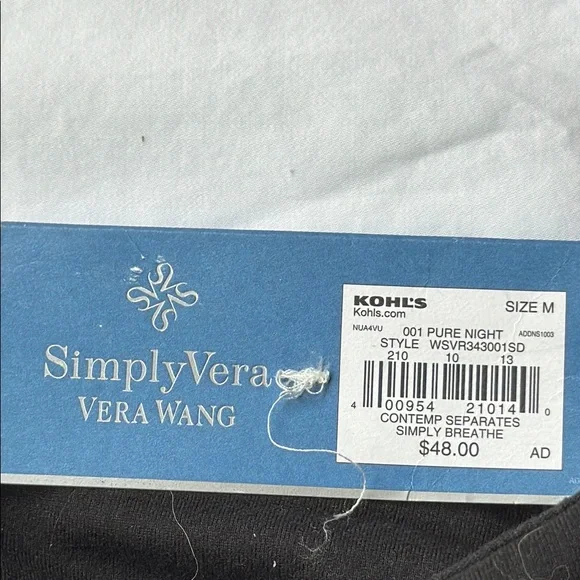 SimplyVera
VERA WANG
KOHL'S
Kohls.com
SIZE M
NUA4VU 001 PURE NIGHT ADDNS1003
STYLE WSVR343001SD
210 10 13
4 00954 21014 0
CONTEMP SEPARATES
SIMPLY BREATHE
$48.00
AD